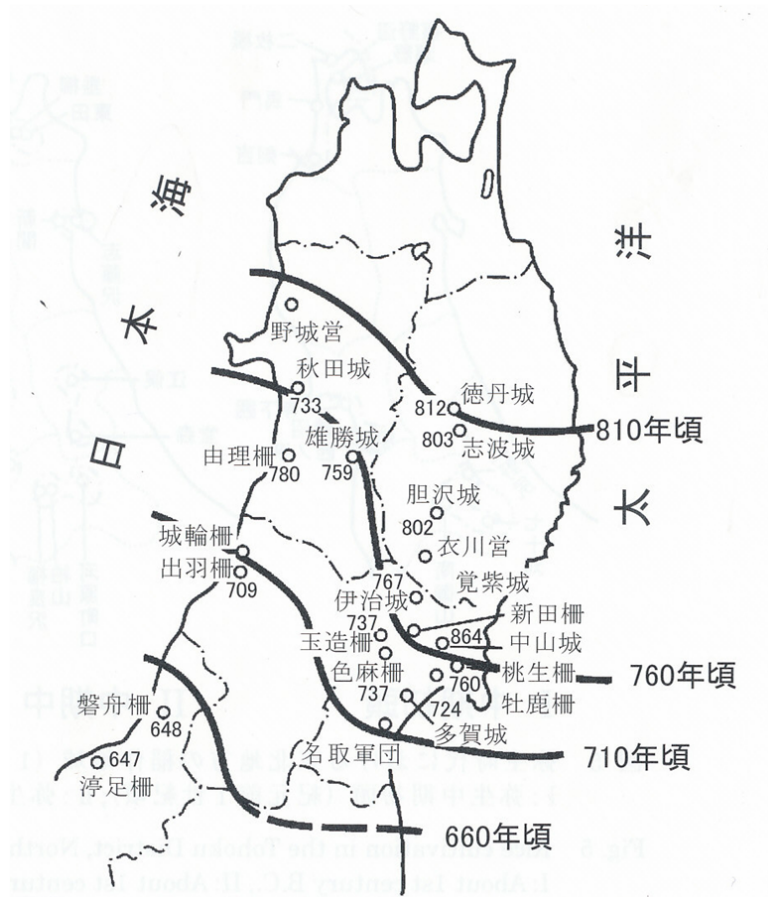 日本海
太平洋
野城営
秋田城
733
雄勝城
759
由理柵
780
812
徳丹城
803
志波城
810年頃
胆沢城
802
衣川営
城輪柵
出羽柵
709
767
覚紫城
伊治城
新田柵
737
玉造柵
864
中山城
色麻柵
737
桃生柵
760
760年頃
牡鹿柵
724
多賀城
名取軍団
710年頃
磐舟柵
648
647
渟足柵
660年頃